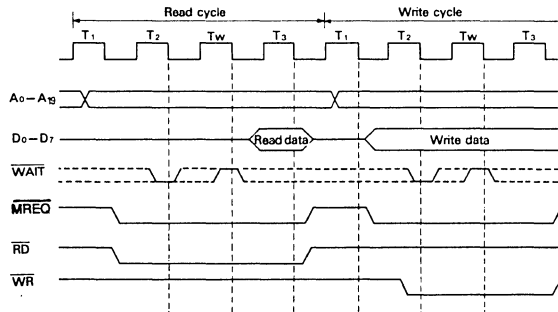 Read cycle Write cycle
T1 T2 TW T3 T1 T2 TW T3
A0–A19
D0–D7 Read data Write data
WAIT
MREQ
RD
WR